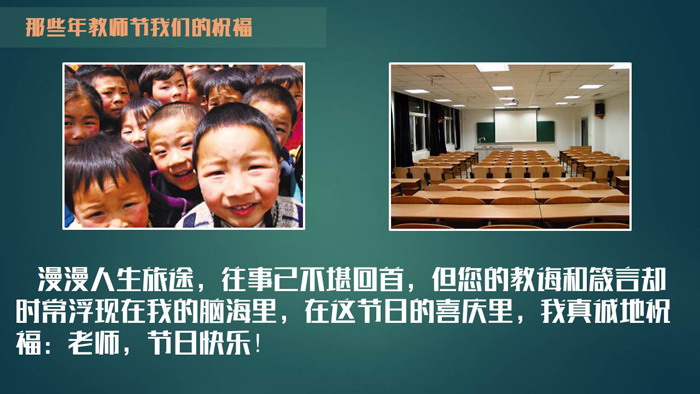 那些年教师节我们的祝福
漫漫人生旅途，往事已不堪回首，但您的教诲和箴言却
时常浮现在我的脑海里，在这节日的喜庆里，我真诚地祝
福：老师，节日快乐！